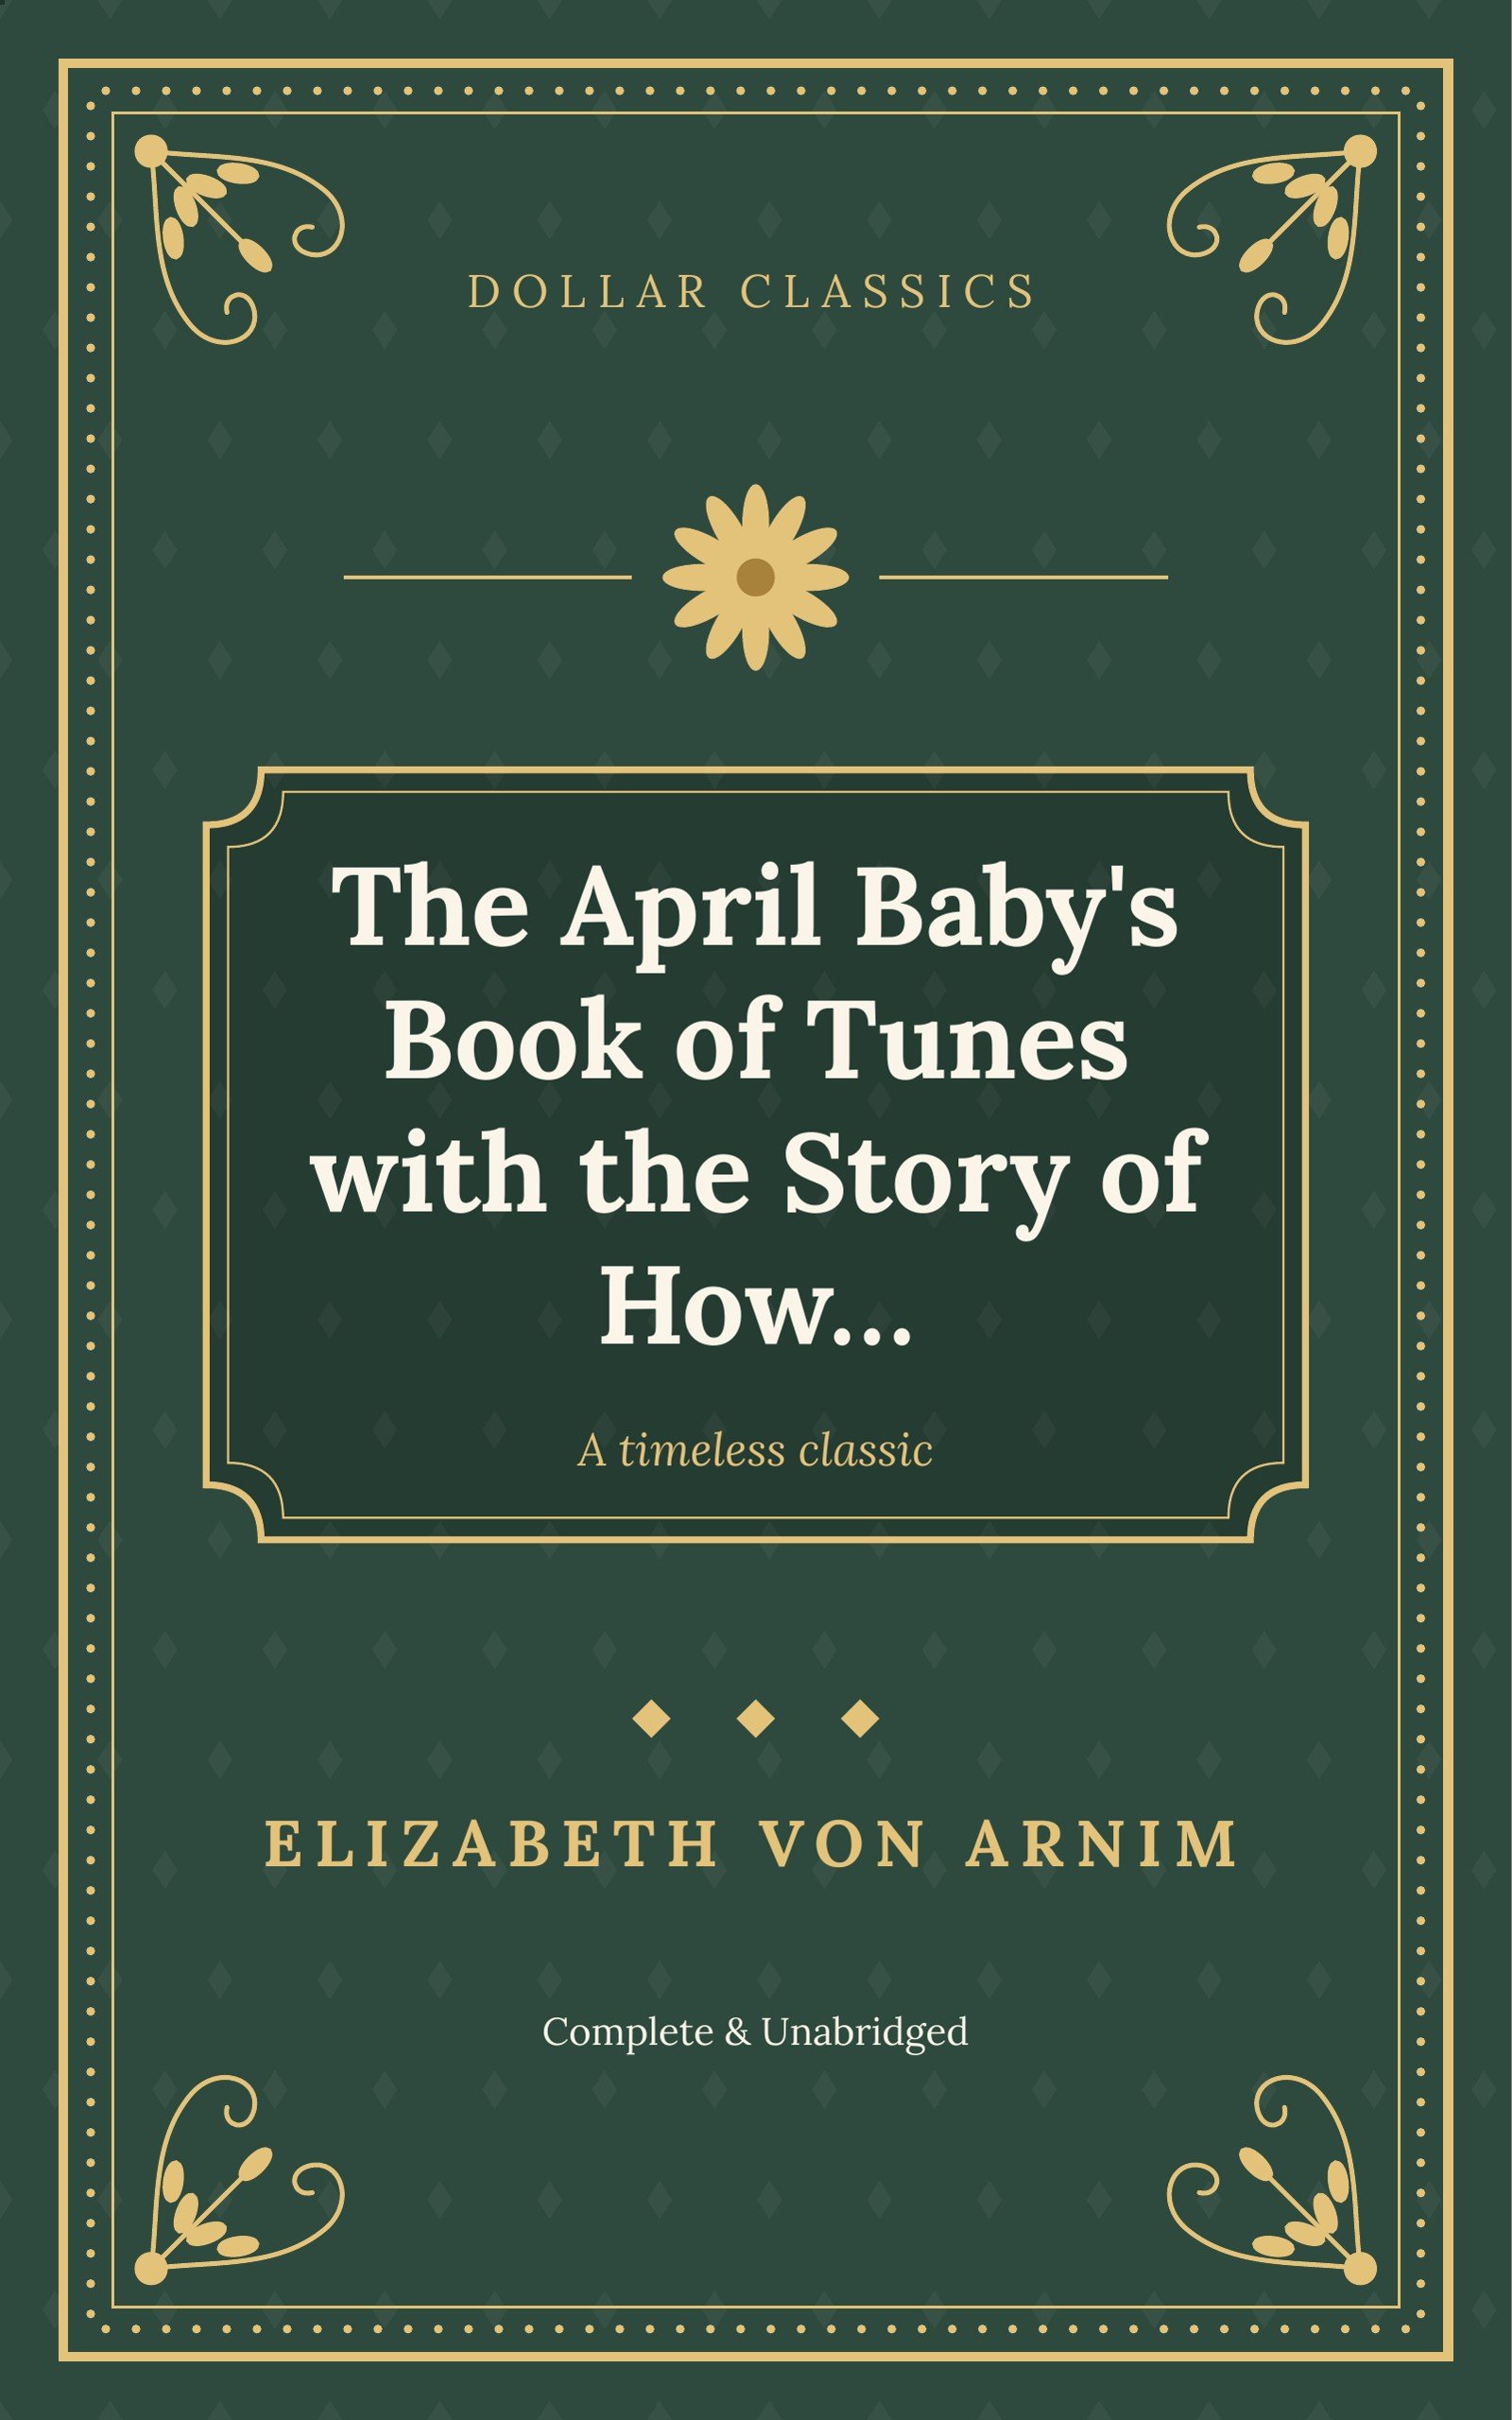 DOLLAR CLASSICS
The April Baby's
Book of Tunes
with the Story of
How...
A timeless classic
ELIZABETH VON ARNIM
Complete & Unabridged